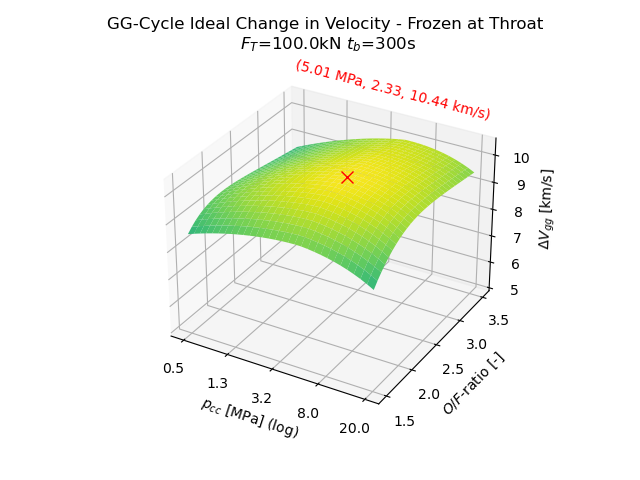 GG-Cycle Ideal Change in Velocity - Frozen at Throat
F_T=100.0kN t_b=300s
(5.01 MPa, 2.33, 10.44 km/s)
10
9
8
7
6
5
ΔV_gg [km/s]
3.5
3.0
2.5
2.0
1.5
O/F-ratio [-]
0.5
1.3
3.2
8.0
20.0
p_cc [MPa] (log)